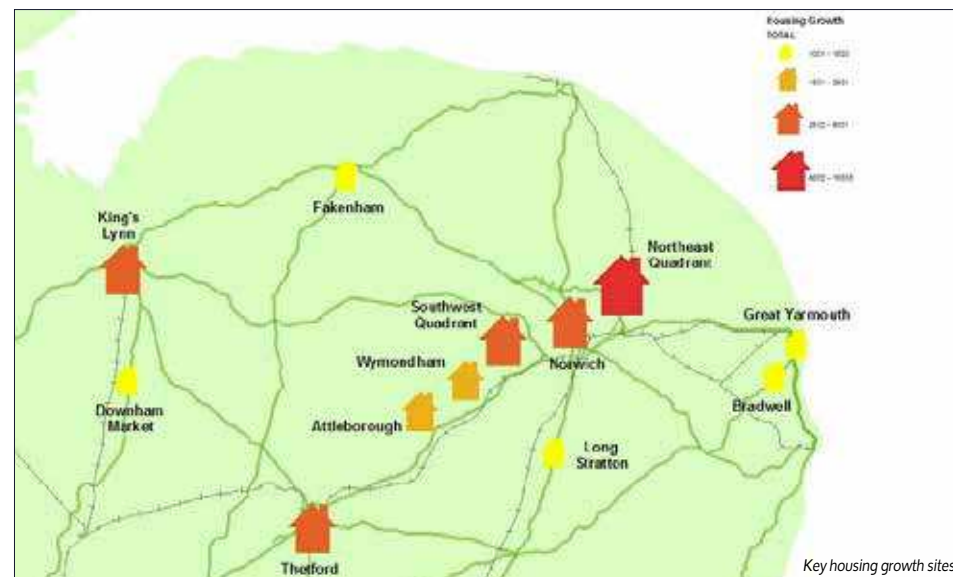 Housing Growth
TOTAL
Fakenham
King's
Lynn
Northeast
Quadrant
Southwest
Quadrant
Great Yarmouth
Wymondham
Norwich
Downham
Market
Attleborough
Bradwell
Long
Stratton
Thetford
Key housing growth sites